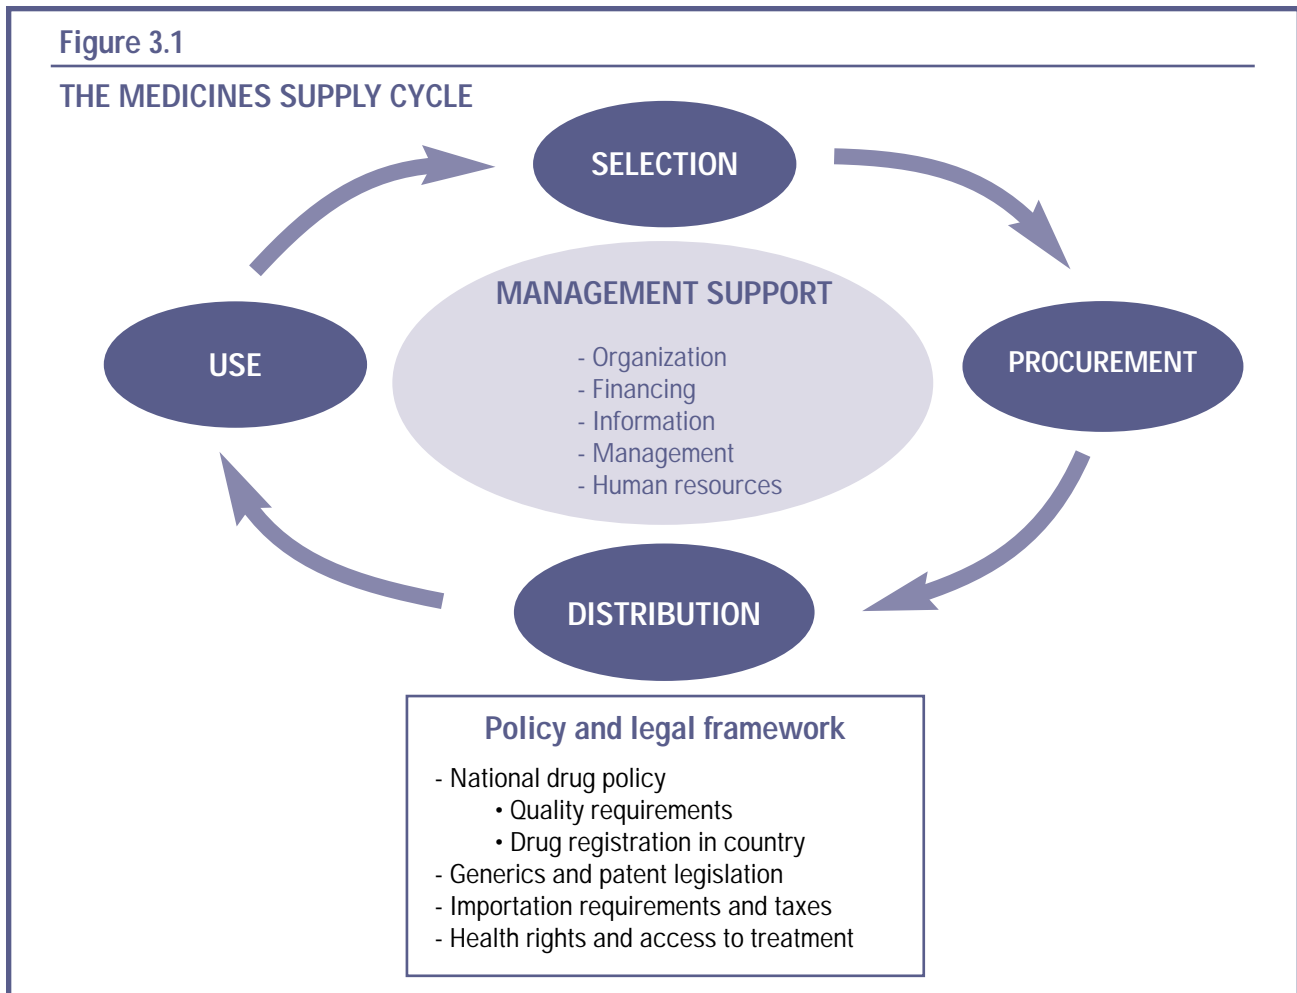 Figure 3.1
THE MEDICINES SUPPLY CYCLE
SELECTION
MANAGEMENT SUPPORT
- Organization
- Financing
- Information
- Management
- Human resources
USE
PROCUREMENT
DISTRIBUTION
Policy and legal framework
- National drug policy
• Quality requirements
• Drug registration in country
- Generics and patent legislation
- Importation requirements and taxes
- Health rights and access to treatment